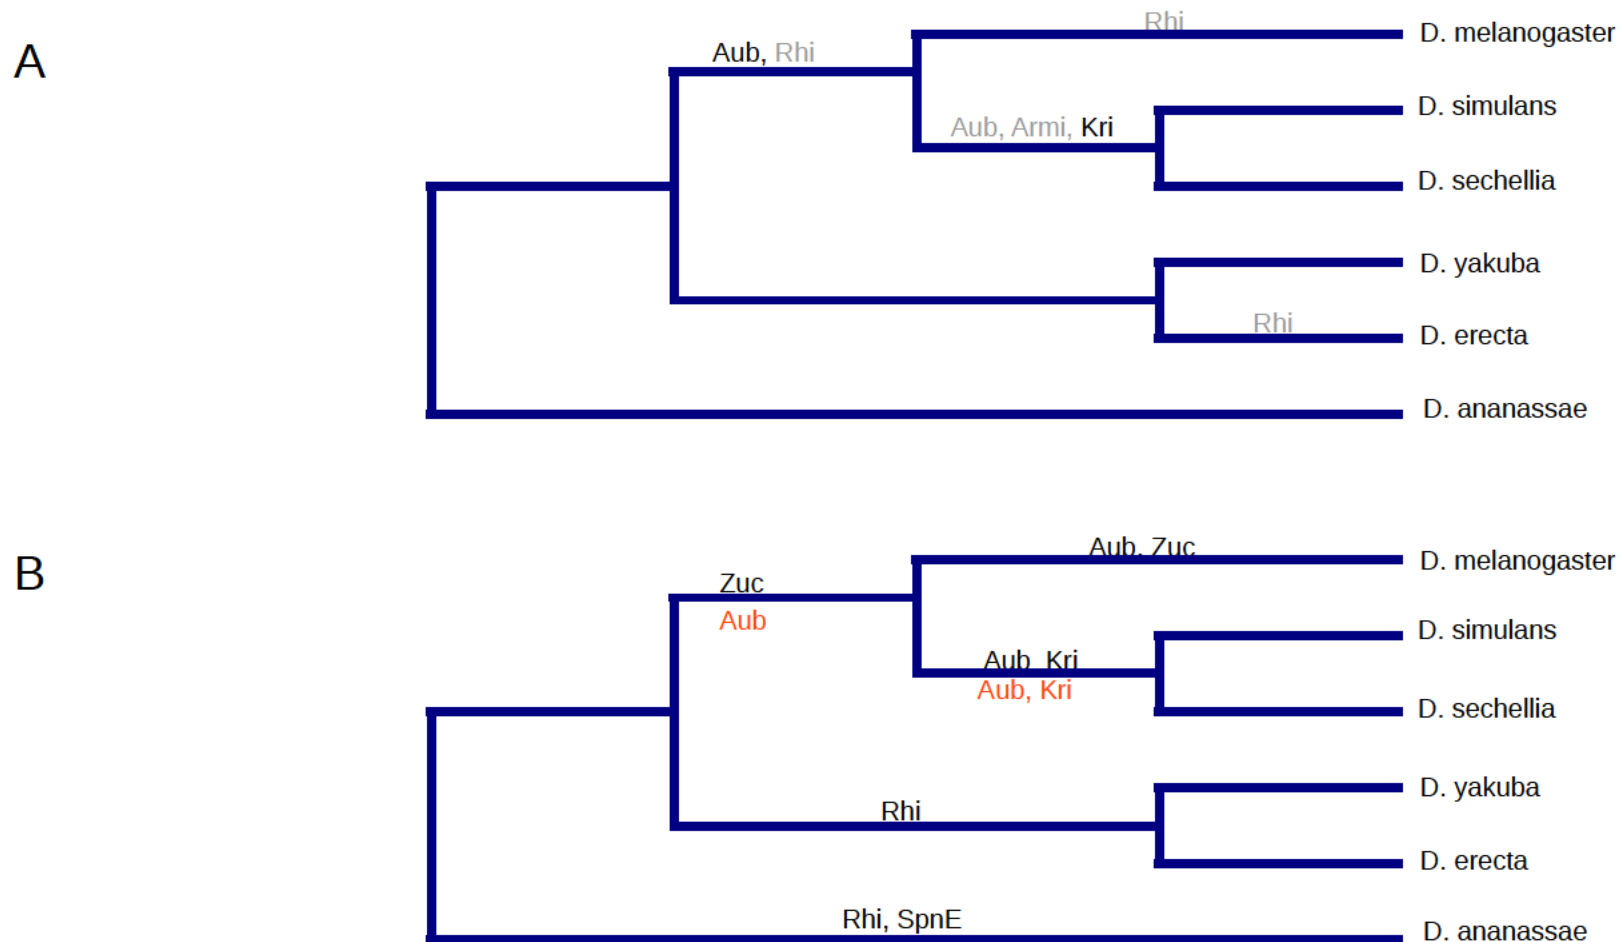 A
Rhi
D. melanogaster
Aub, Rhi
D. simulans
Aub, Armi, Kri
D. sechellia
D. yakuba
Rhi
D. erecta
D. ananassae
B
Aub, Zuc
D. melanogaster
Zuc
Aub
D. simulans
Aub, Kri
Aub, Kri
D. sechellia
D. yakuba
Rhi
D. erecta
Rhi, SpnE
D. ananassae